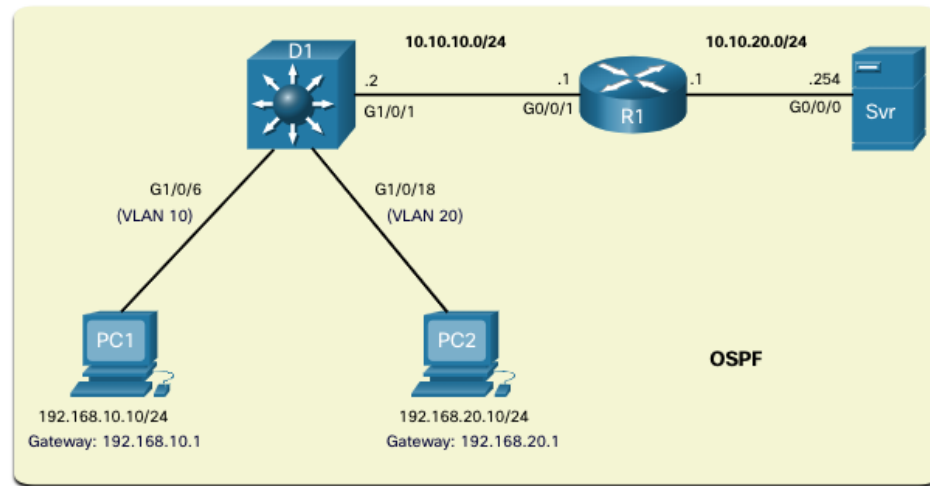 D1
10.10.10.0/24
10.10.20.0/24
.2
.1
.1
.254
G1/0/1
G0/0/1
R1
G0/0/0
Svr
G1/0/6
(VLAN 10)
G1/0/18
(VLAN 20)
PC1
PC2
OSPF
192.168.10.10/24
Gateway: 192.168.10.1
192.168.20.10/24
Gateway: 192.168.20.1